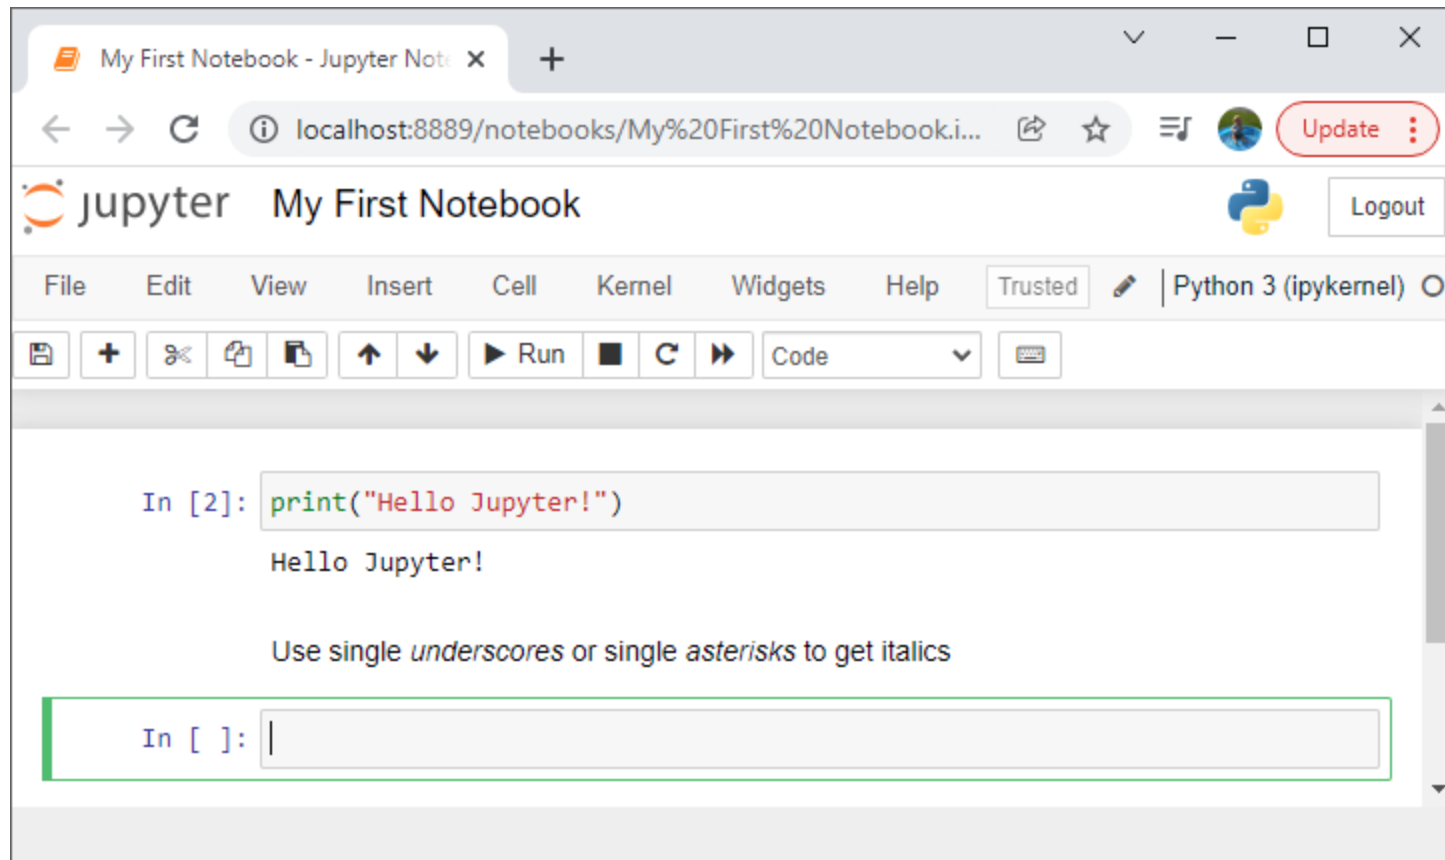 My First Notebook - Jupyter Note
localhost:8889/notebooks/My%20First%20Notebook.i...
Update
jupyter My First Notebook
Logout
File Edit View Insert Cell Kernel Widgets Help Trusted Python 3 (ipykernel)
Run Code
In [2]: print("Hello Jupyter!")
Hello Jupyter!
Use single underscores or single asterisks to get italics
In [ ]: